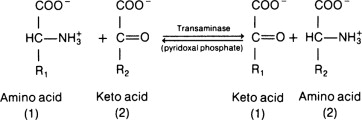 COO⁻ COO⁻ COO⁻ COO⁻
HC—NH₃⁺ + C=O Transaminase (pyridoxal phosphate) C=O + HC—NH₃⁺
R₁ R₂ R₁ R₂
Amino acid Keto acid Keto acid Amino acid
(1) (2) (1) (2)